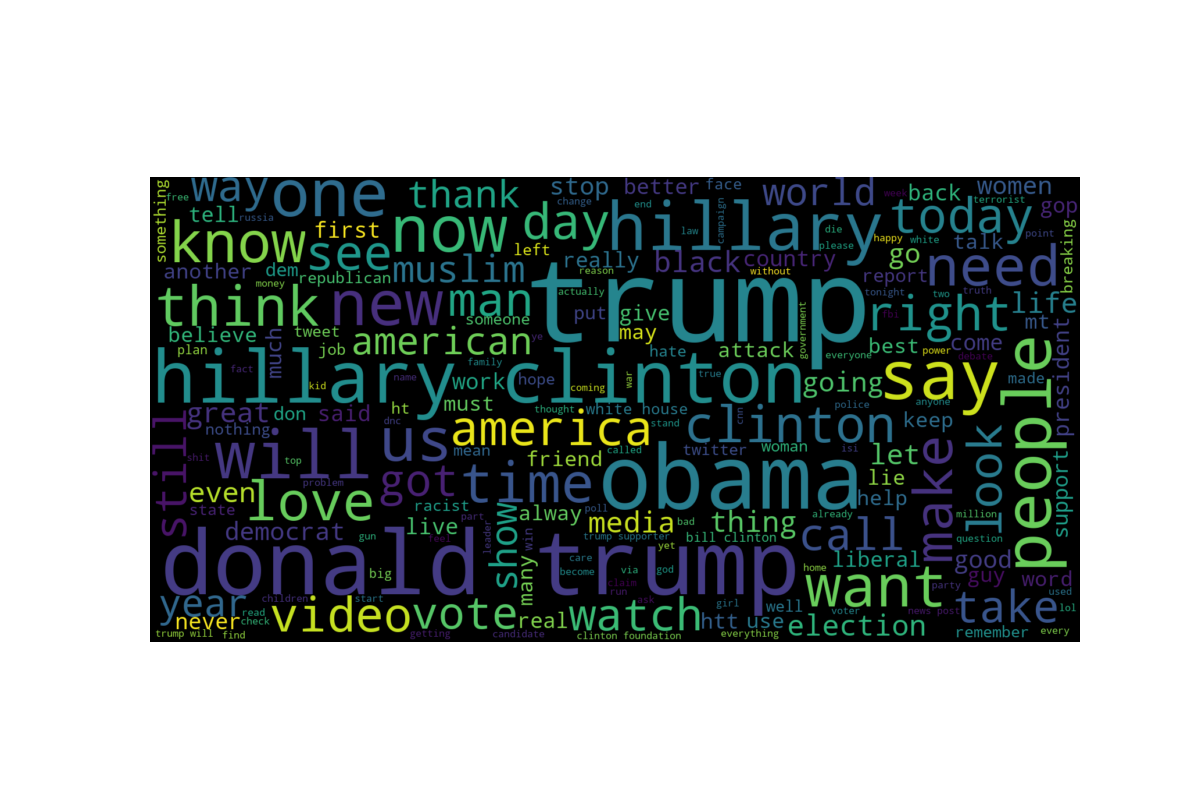 something
free
way
one
thank
stop
better
face
world
back
women
week
terrorist
tell
russia
know
first
see
now
left
day
change
end
hillary
law
campaign
die
please
today
happy
white
talk
gop
point
breaking
another
dem
republican
muslim
really
reason
black
country
without
go
report
need
money
think
new
man
someone
trump
actually
put
give
may
government
tonight
two
fbi
truth
right
life
mt
believe
tweet
much
american
ye
hate
attack
everyone
best
power
debate
come
president
plan
job
fact
family
hillary clinton
kid
name
work
hope
coming
war
true
going
say
made
used
people
great
don
said
ht
must
thought
white house
police
anyone
keep
nothing
dnc
america
stand
clinton
cnn
still
shit
will
us
mean
friend
called
twitter
woman
isi
let
look
top
problem
got
time
obama
lie
make
support
even
love
state
racist
part
show
alway
poll
bad
media
thing
already
help
million
question
democrat
gun
live
feel
leader
win
many
trump supporter
bill clinton
call
liberal
good
donald trump
yet
big
care
become
via
god
home
want
party
guy
word
used
children
start
claim
run
ask
girl
year
read
video
vote
real
watch
htt
use
well
voter
news post
take
lol
never
check
election
trump will
find
getting
candidate
clinton foundation
everything
remember
every